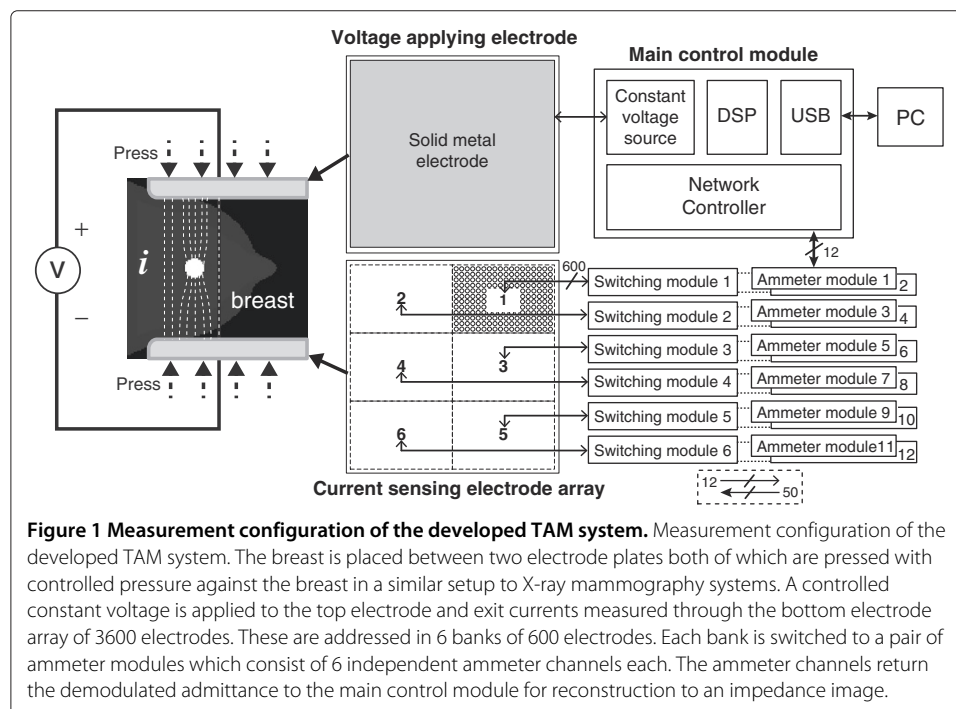 Voltage applying electrode
Main control module
Solid metal
electrode
Constant
voltage
source
DSP
USB
PC
Network
Controller
12
Press
+
V
−
i
breast
Press
600
1
2
3
4
5
6
Switching module 1
Ammeter module 1
2
Switching module 2
Ammeter module 3
4
Switching module 3
Ammeter module 5
6
Switching module 4
Ammeter module 7
8
Switching module 5
Ammeter module 9
10
Switching module 6
Ammeter module11
12
12
50
Current sensing electrode array
Figure 1 Measurement configuration of the developed TAM system. Measurement configuration of the
developed TAM system. The breast is placed between two electrode plates both of which are pressed with
controlled pressure against the breast in a similar setup to X-ray mammography systems. A controlled
constant voltage is applied to the top electrode and exit currents measured through the bottom electrode
array of 3600 electrodes. These are addressed in 6 banks of 600 electrodes. Each bank is switched to a pair of
ammeter modules which consist of 6 independent ammeter channels each. The ammeter channels return
the demodulated admittance to the main control module for reconstruction to an impedance image.